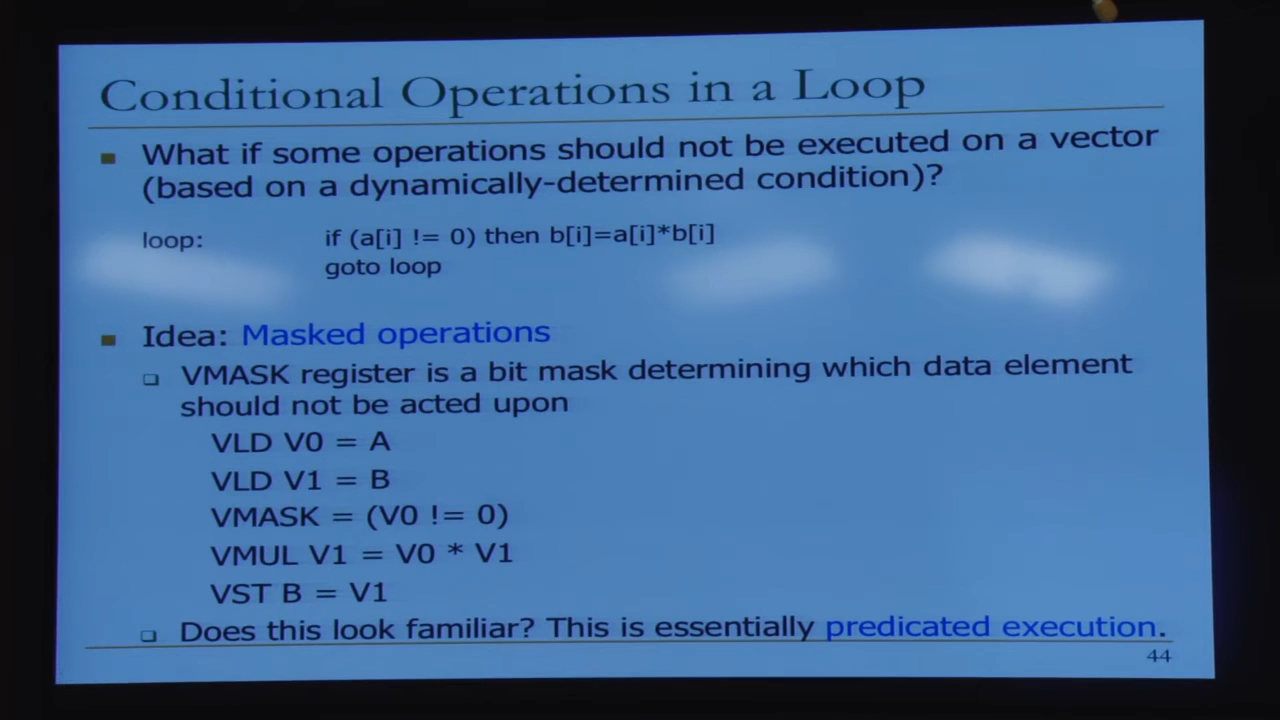 Conditional Operations in a Loop
What if some operations should not be executed on a vector
(based on a dynamically-determined condition)?
loop: if (a[i] != 0) then b[i]=a[i]*b[i]
goto loop
Idea: Masked operations
VMASK register is a bit mask determining which data element
should not be acted upon
VLD V0 = A
VLD V1 = B
VMASK = (V0 != 0)
VMUL V1 = V0 * V1
VST B = V1
Does this look familiar? This is essentially predicated execution.
44